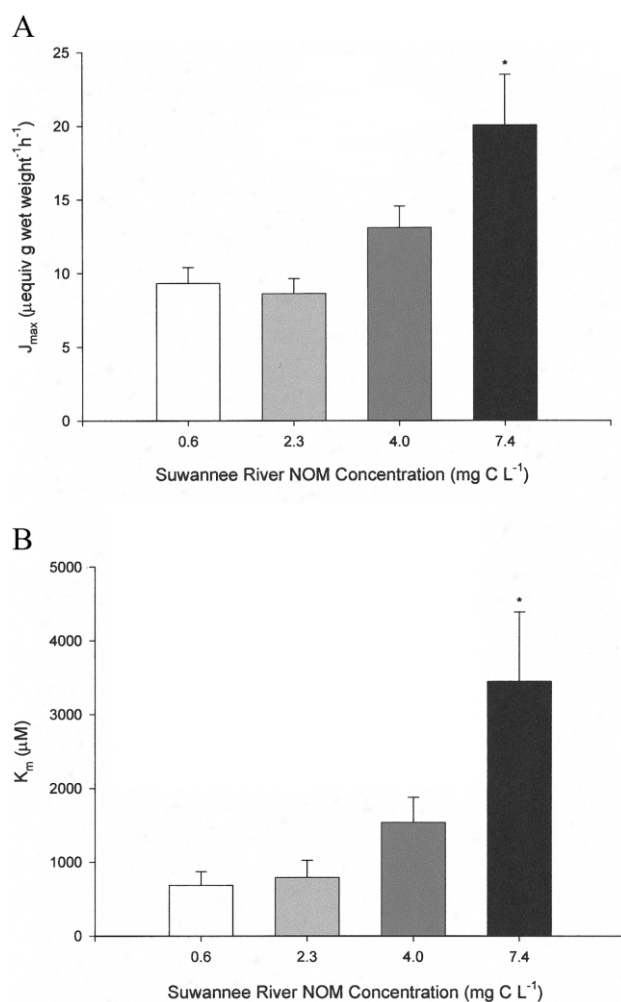 A
25
20
15
10
5
0
J_max (µequiv g wet weight⁻¹h⁻¹)
*
0.6 2.3 4.0 7.4
Suwannee River NOM Concentration (mg C L⁻¹)
B
5000
4000
3000
2000
1000
0
K_m (µM)
*
0.6 2.3 4.0 7.4
Suwannee River NOM Concentration (mg C L⁻¹)